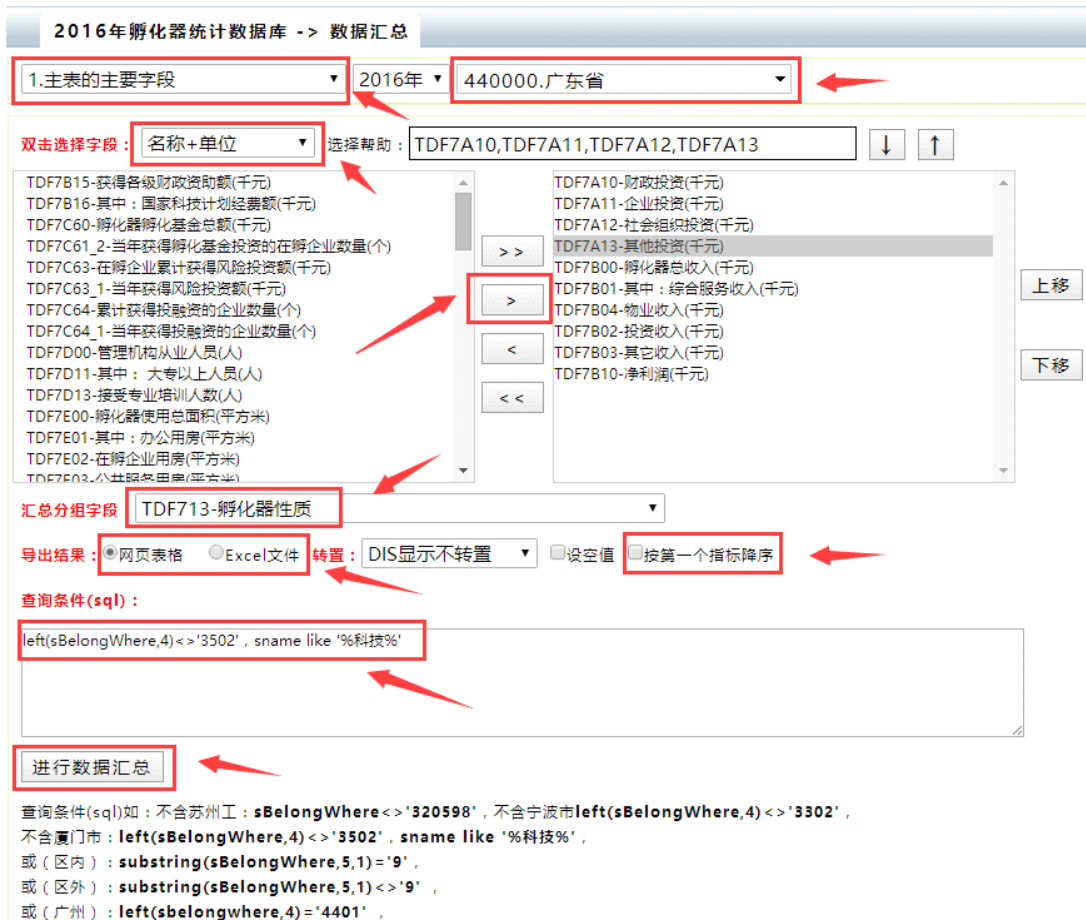 2016年孵化器统计数据库 -> 数据汇总
1.主表的主要字段 2016年 440000.广东省
双击选择字段： 名称+单位 选择帮助： TDF7A10,TDF7A11,TDF7A12,TDF7A13 ↓ ↑
TDF7B15-获得各级财政资助额(千元)
TDF7B16-其中：国家科技计划经费额(千元)
TDF7C60-孵化器孵化基金总额(千元)
TDF7C61_2-当年获得孵化基金投资的在孵企业数量(个)
TDF7C63-在孵企业累计获得风险投资额(千元)
TDF7C63_1-当年获得风险投资额(千元)
TDF7C64-累计获得投融资的企业数量(个)
TDF7C64_1-当年获得投融资的企业数量(个)
TDF7D00-管理机构从业人员(人)
TDF7D11-其中： 大专以上人员(人)
TDF7D13-接受专业培训人数(人)
TDF7E00-孵化器使用总面积(平方米)
TDF7E01-其中：办公用房(平方米)
TDF7E02-在孵企业用房(平方米)
TDF7E03-公共服务用房(平方米)
>>
>
<
<<
TDF7A10-财政投资(千元)
TDF7A11-企业投资(千元)
TDF7A12-社会组织投资(千元)
TDF7A13-其他投资(千元)
TDF7B00-孵化器总收入(千元)
TDF7B01-其中：综合服务收入(千元)
TDF7B04-物业收入(千元)
TDF7B02-投资收入(千元)
TDF7B03-其它收入(千元)
TDF7B10-净利润(千元)
上移
下移
汇总分组字段 TDF713-孵化器性质
导出结果： 网页表格 Excel文件 转置： DIS显示不转置 设空值 按第一个指标降序
查询条件(sql)：
left(sBelongWhere,4)<>'3502'，sname like '%科技%'
进行数据汇总
查询条件(sql)如：不含苏州工：sBelongWhere<>'320598'，不含宁波市left(sBelongWhere,4)<>'3302'，
不含厦门市：left(sBelongWhere,4)<>'3502'，sname like '%科技%'，
或（区内）：substring(sBelongWhere,5,1)='9'，
或（区外）：substring(sBelongWhere,5,1)<>'9' ，
或（广州）：left(sbelongwhere,4)='4401' ，